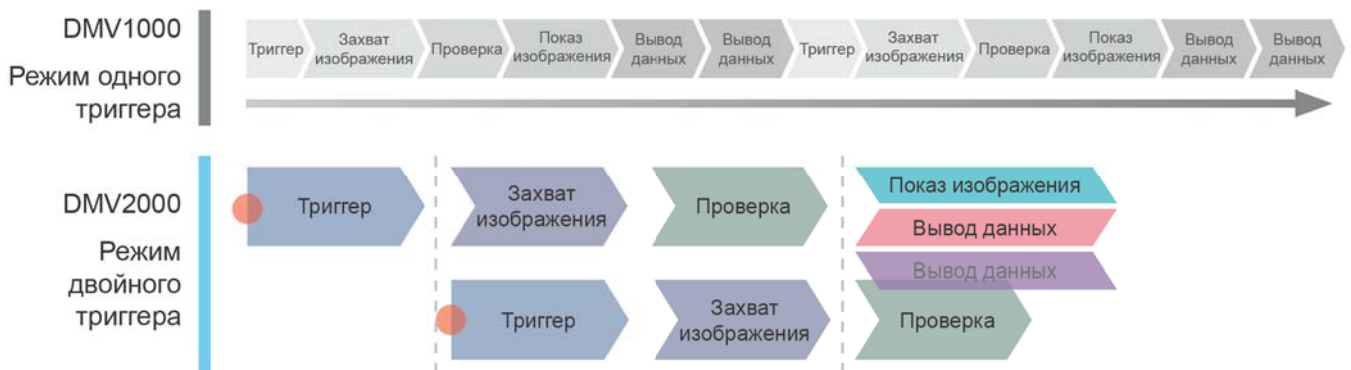 DMV1000
Режим одного
триггера
Триггер
Захват
изображения
Проверка
Показ
изображения
Вывод
данных
Вывод
данных
Триггер
Захват
изображения
Проверка
Показ
изображения
Вывод
данных
Вывод
данных
DMV2000
Режим
двойного
триггера
Триггер
Захват
изображения
Проверка
Показ изображения
Вывод данных
Вывод данных
Триггер
Захват
изображения
Проверка